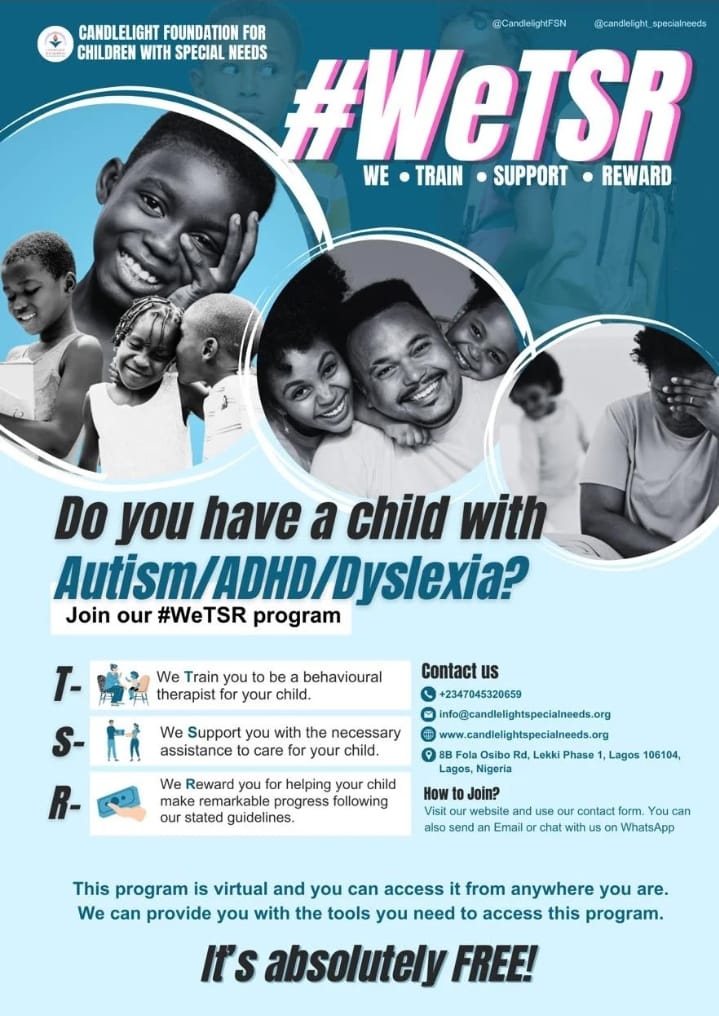 CANDLELIGHT FOUNDATION FOR
CHILDREN WITH SPECIAL NEEDS
@CandlelightFSN @candlelight_specialneeds
#WeTSR
WE • TRAIN • SUPPORT • REWARD
Do you have a child with
Autism/ADHD/Dyslexia?
Join our #WeTSR program
T-
We Train you to be a behavioural
therapist for your child.
S-
We Support you with the necessary
assistance to care for your child.
R-
We Reward you for helping your child
make remarkable progress following
our stated guidelines.
Contact us
+2347045320659
info@candlelightspecialneeds.org
www.candlelightspecialneeds.org
8B Fola Osibo Rd, Lekki Phase 1, Lagos 106104,
Lagos, Nigeria
How to Join?
Visit our website and use our contact form. You can
also send an Email or chat with us on WhatsApp
This program is virtual and you can access it from anywhere you are.
We can provide you with the tools you need to access this program.
It's absolutely FREE!